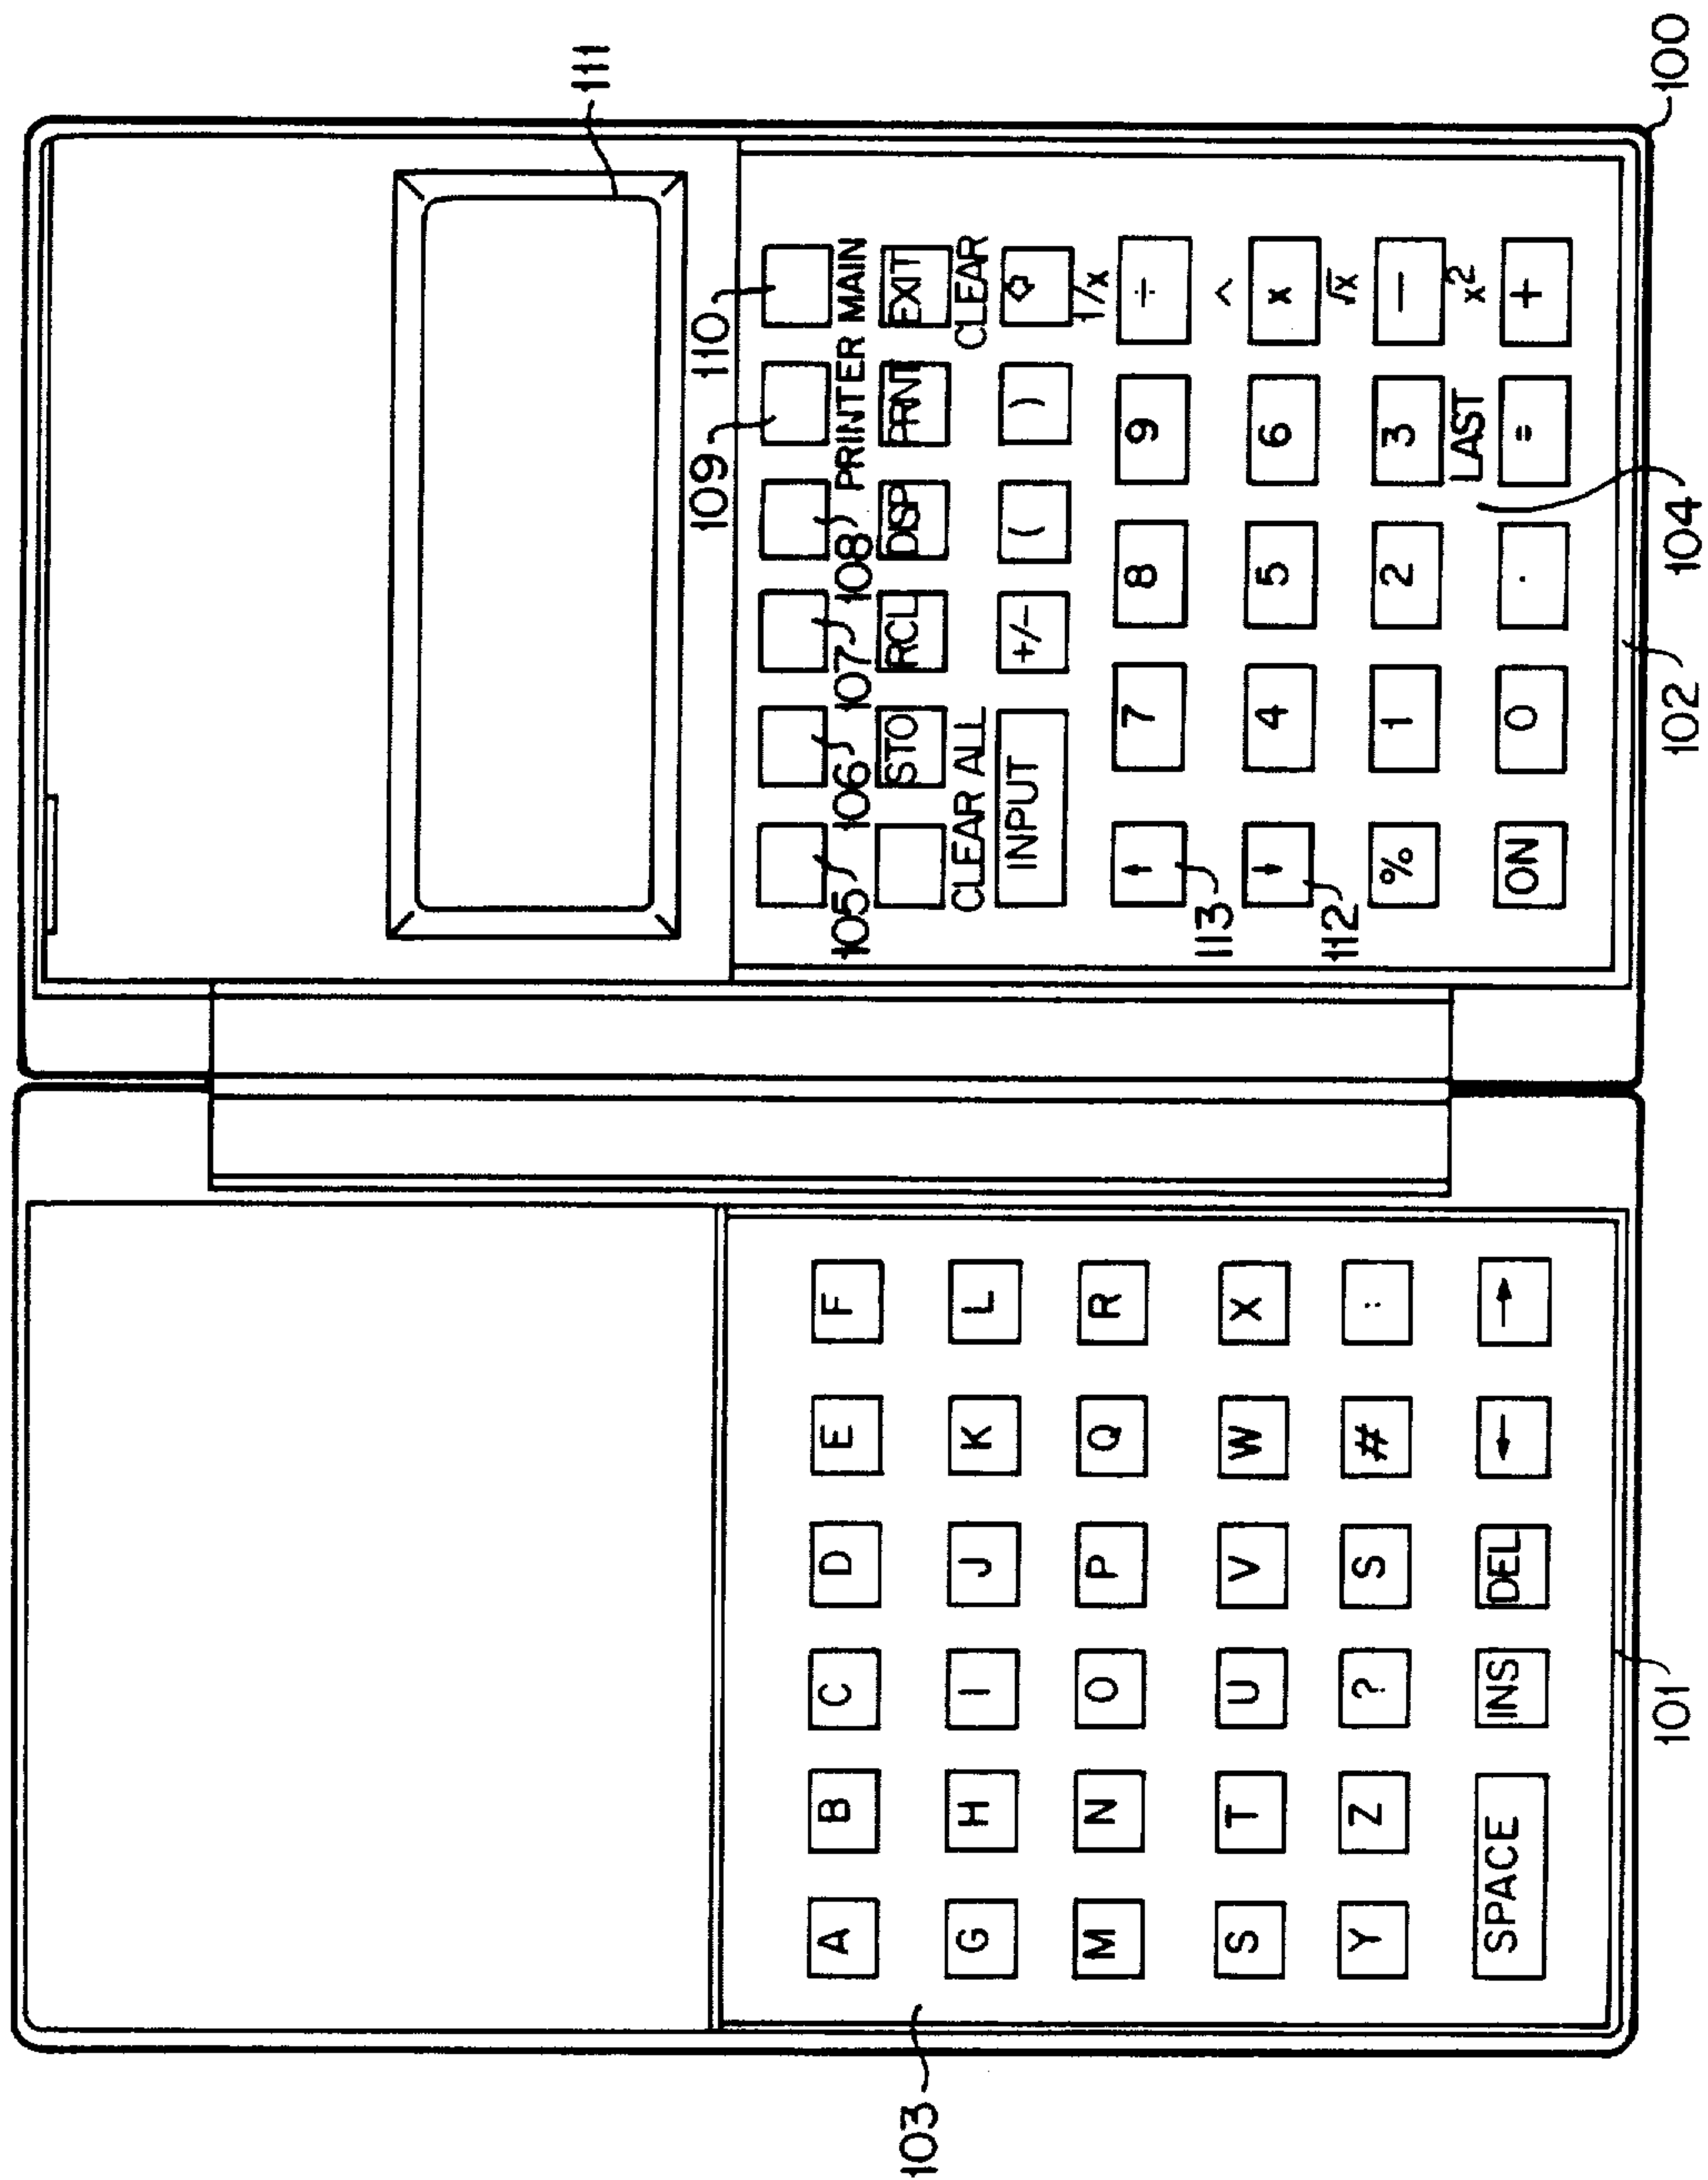 103
A B C D E F
G H I J K L
M N O P Q R
S T U V W X
Y Z ? S # :
SPACE INS DEL ← →
101
111
109 110
105 106 107 108 PRINTER MAIN
STO RCL DISP PRNT EXIT
CLEAR ALL CLEAR
INPUT +/- ( )
1/x
↑ 7 8 9 ÷
113
^
↓ 4 5 6 x
112
√x
% 1 2 3 −
LAST x²
ON 0 . = +
102 104 100